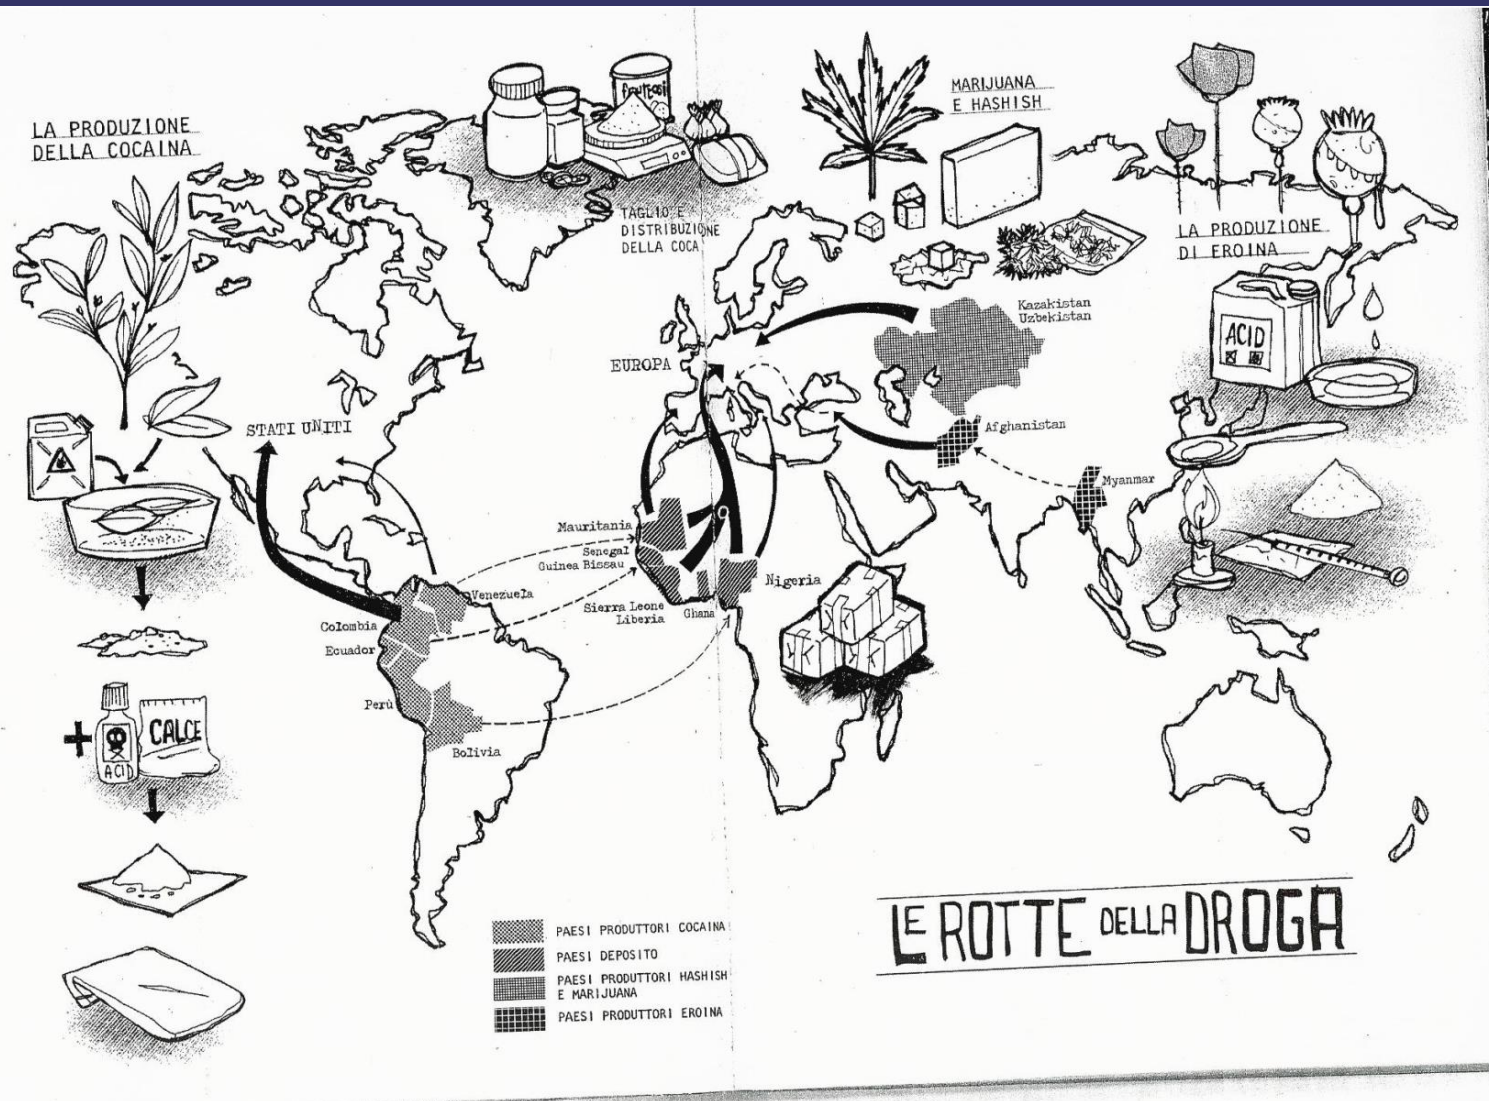 LA PRODUZIONE
DELLA COCAINA
fruttosi
TAGLIO E
DISTRIBUZIONE
DELLA COCA
MARIJUANA
E HASHISH
LA PRODUZIONE
DI EROINA
ACID
Kazakistan
Uzbekistan
EUROPA
STATI UNITI
Afghanistan
Myanmar
Mauritania
Senegal
Guinea Bissau
Nigeria
Sierra Leone
Liberia
Ghana
Venezuela
Colombia
Ecuador
Perù
Bolivia
+
ACID
CALCE
PAESI PRODUTTORI COCAINA
PAESI DEPOSITO
PAESI PRODUTTORI HASHISH
E MARIJUANA
PAESI PRODUTTORI EROINA
LE ROTTE DELLA DROGA